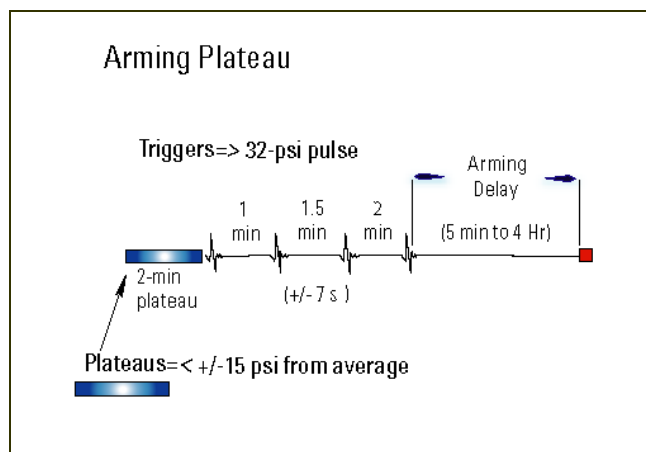 Arming Plateau
Triggers=> 32-psi pulse
Arming
Delay
1
min
1.5
min
2
min
(5 min to 4 Hr)
2-min
plateau
(+/- 7 s )
Plateaus=< +/-15 psi from average